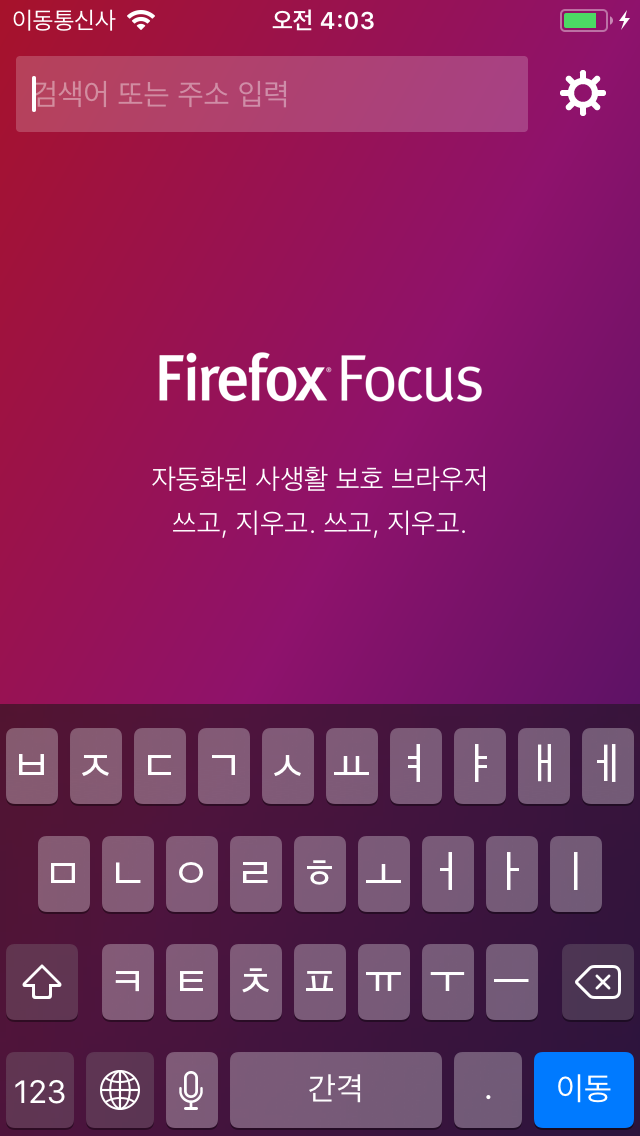 이동통신사 오전 4:03
검색어 또는 주소 입력
Firefox® Focus
자동화된 사생활 보호 브라우저
쓰고, 지우고. 쓰고, 지우고.
ㅂ ㅈ ㄷ ㄱ ㅅ ㅛ ㅕ ㅑ ㅐ ㅔ
ㅁ ㄴ ㅇ ㄹ ㅎ ㅗ ㅓ ㅏ ㅣ
ㅋ ㅌ ㅊ ㅍ ㅠ ㅜ ㅡ
123 간격 . 이동